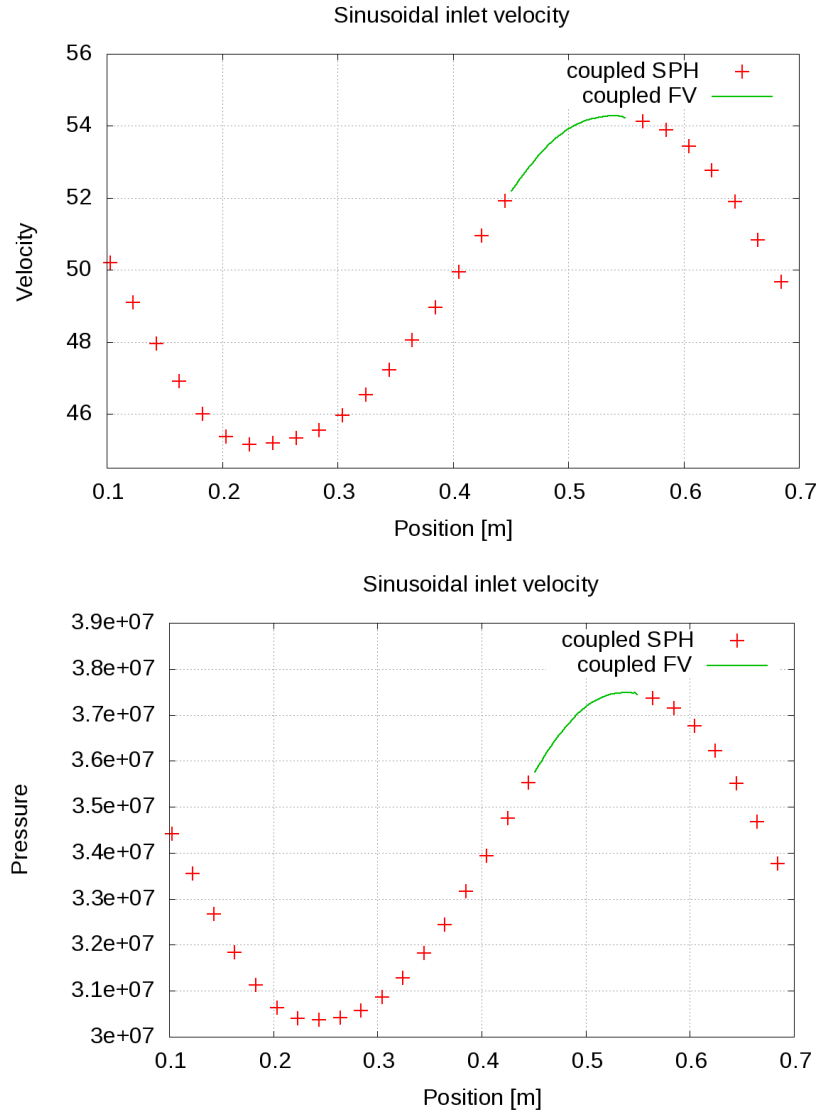 Sinusoidal inlet velocity
56
coupled SPH
coupled FV
54
52
Velocity
50
48
46
0.1 0.2 0.3 0.4 0.5 0.6 0.7
Position [m]
Sinusoidal inlet velocity
3.9e+07
coupled SPH
coupled FV
3.8e+07
3.7e+07
3.6e+07
3.5e+07
Pressure
3.4e+07
3.3e+07
3.2e+07
3.1e+07
3e+07
0.1 0.2 0.3 0.4 0.5 0.6 0.7
Position [m]